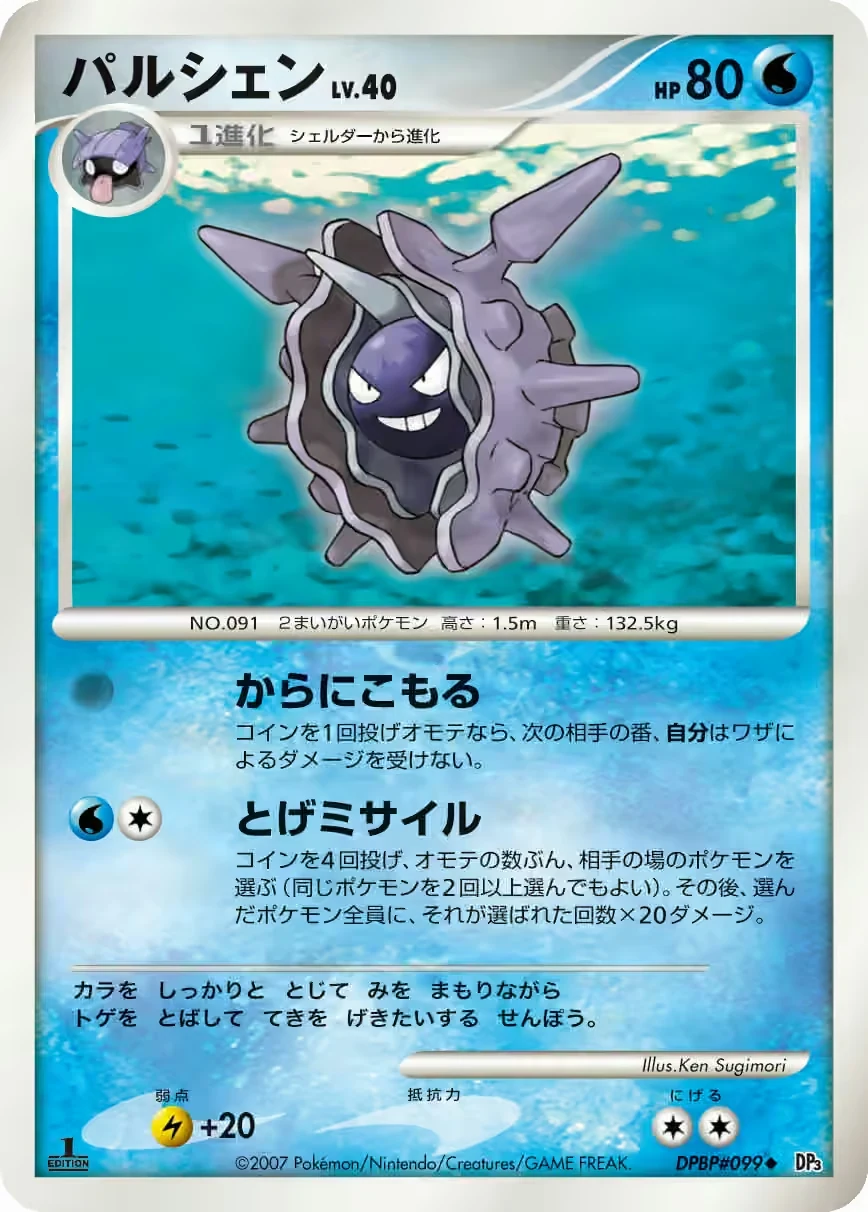 パルシェン LV.40 HP 80
1進化 シェルダーから進化
NO.091 2まいがいポケモン 高さ：1.5m 重さ：132.5kg
からにこもる
コインを1回投げオモテなら、次の相手の番、自分はワザに
よるダメージを受けない。
とげミサイル
コインを4回投げ、オモテの数ぶん、相手の場のポケモンを
選ぶ（同じポケモンを2回以上選んでもよい）。その後、選ん
だポケモン全員に、それが選ばれた回数×20ダメージ。
カラを しっかりと とじて みを まもりながら
トゲを とばして てきを げきたいする せんぽう。
Illus.Ken Sugimori
弱点 抵抗力 にげる
+20
1 EDITION ©2007 Pokémon/Nintendo/Creatures/GAME FREAK. DPBP#099◆ DP3